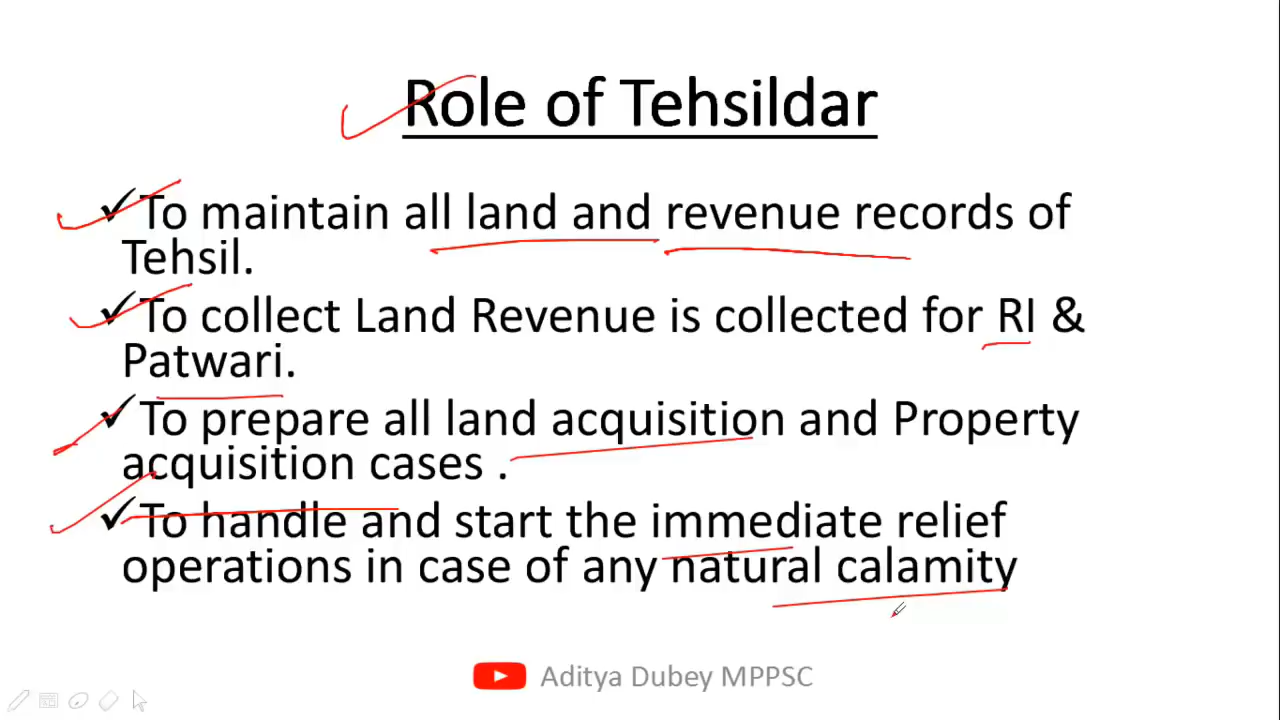 Role of Tehsildar
✓To maintain all land and revenue records of
Tehsil.
✓To collect Land Revenue is collected for RI &
Patwari.
✓To prepare all land acquisition and Property
acquisition cases .
✓To handle and start the immediate relief
operations in case of any natural calamity
Aditya Dubey MPPSC